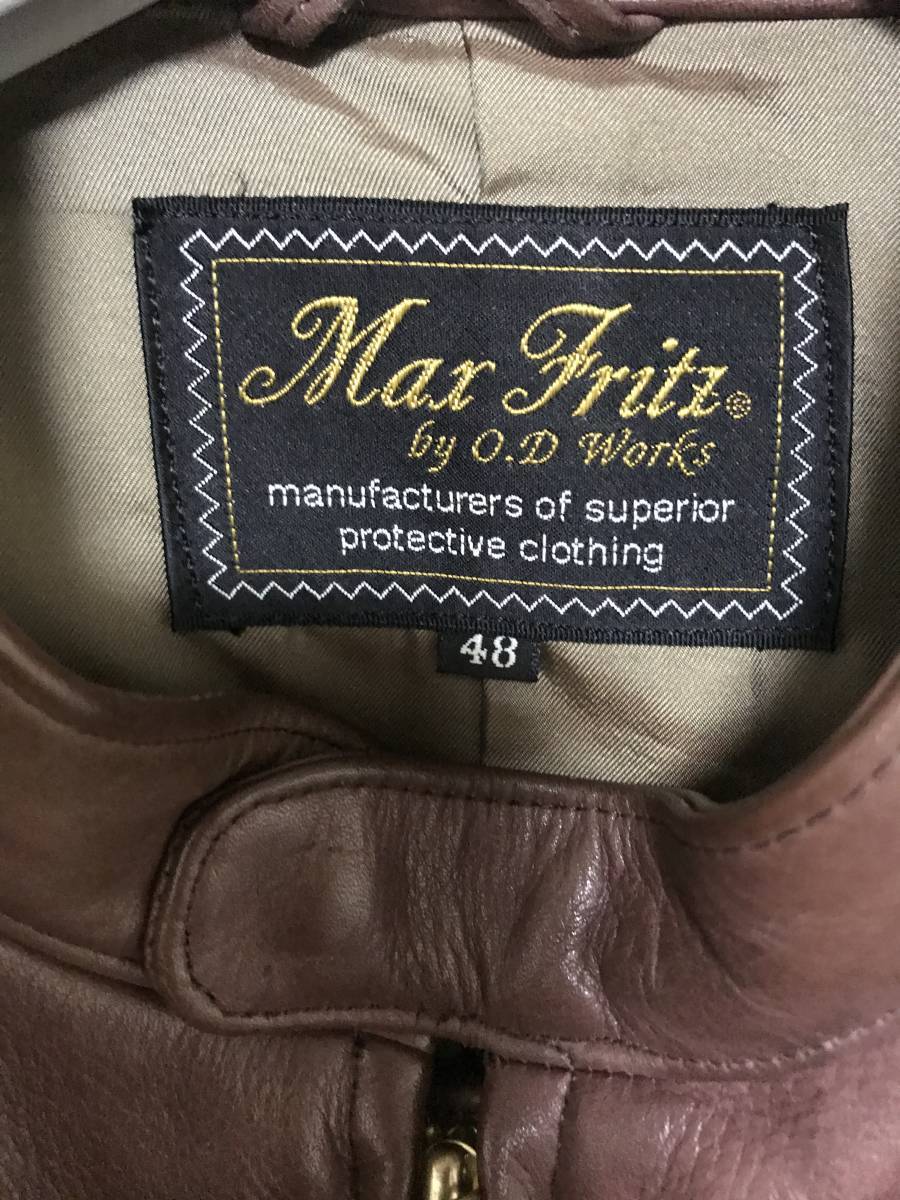 Max Fritz®
by O.D Works
manufacturers of superior
protective clothing
48